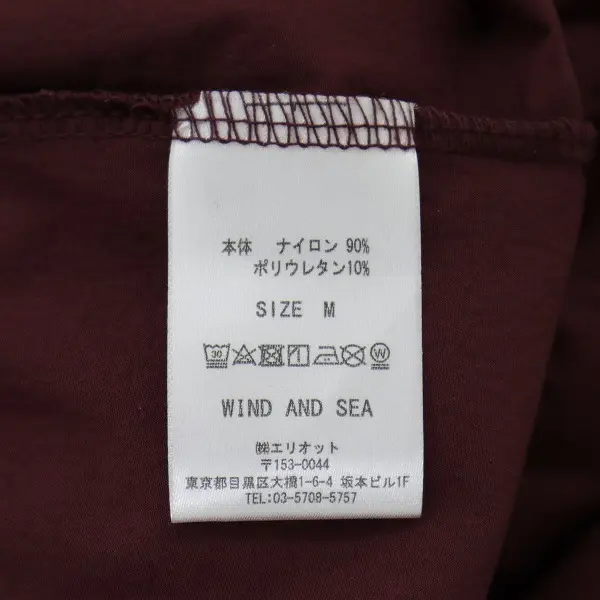 本体 ナイロン 90%
ポリウレタン10%
SIZE M
30 W
WIND AND SEA
㈱エリオット
〒153-0044
東京都目黒区大橋1-6-4 坂本ビル1F
TEL:03-5708-5757